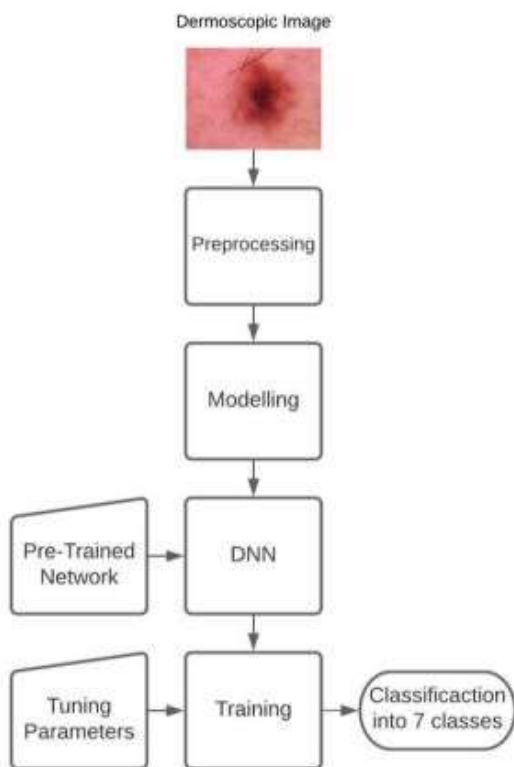 Dermoscopic Image
Preprocessing
Modelling
Pre-Trained
Network
DNN
Tuning
Parameters
Training
Classificaction
into 7 classes